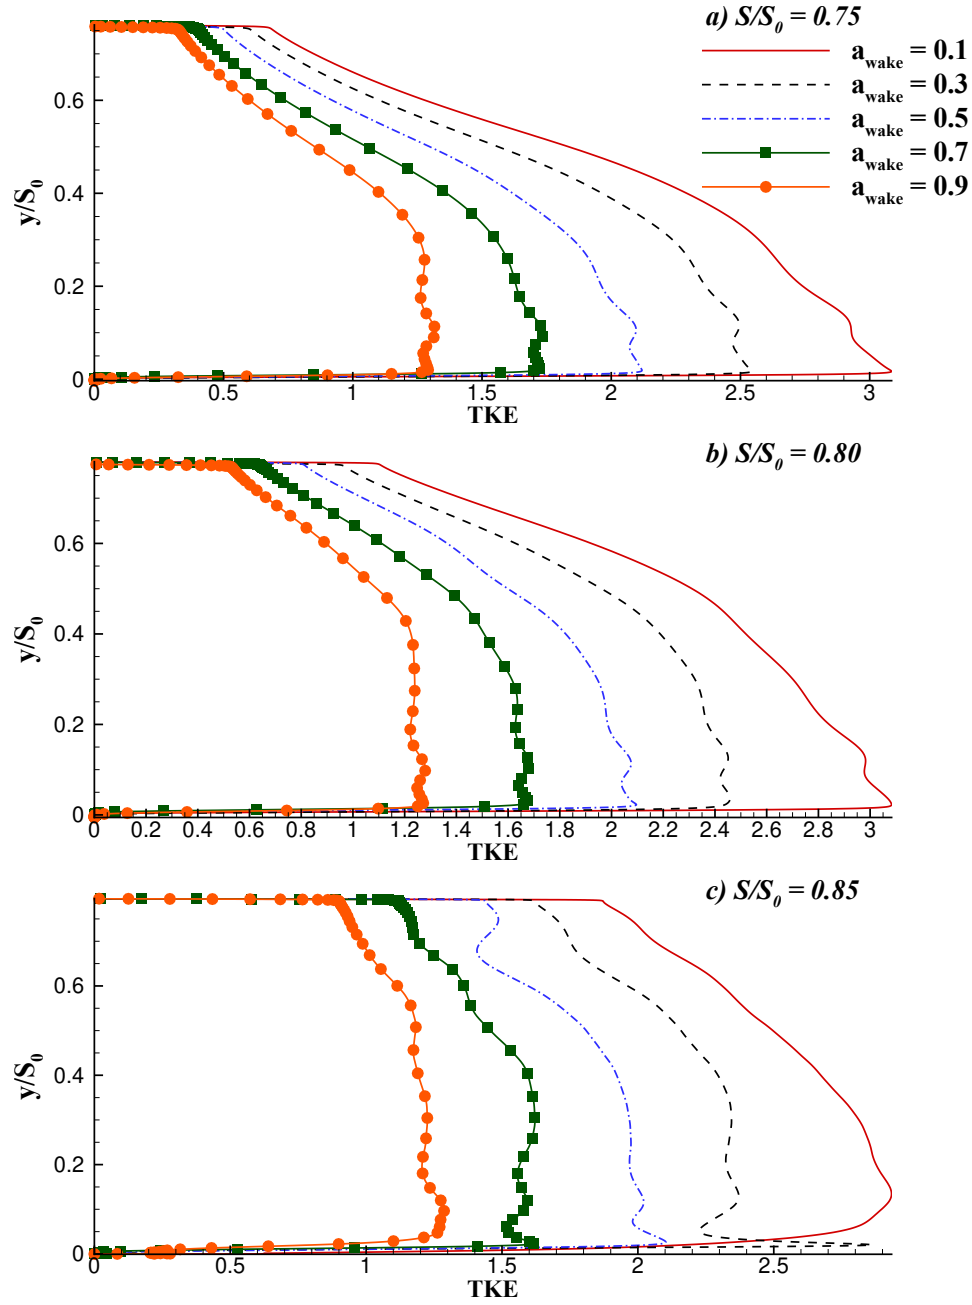 a) S/S0 = 0.75
awake = 0.1
awake = 0.3
awake = 0.5
awake = 0.7
awake = 0.9
y/S0
0.6
0.4
0.2
0
0 0.5 1 1.5 2 2.5 3
TKE
b) S/S0 = 0.80
y/S0
0.6
0.4
0.2
0
0 0.2 0.4 0.6 0.8 1 1.2 1.4 1.6 1.8 2 2.2 2.4 2.6 2.8 3
TKE
c) S/S0 = 0.85
y/S0
0.6
0.4
0.2
0
0 0.5 1 1.5 2 2.5
TKE